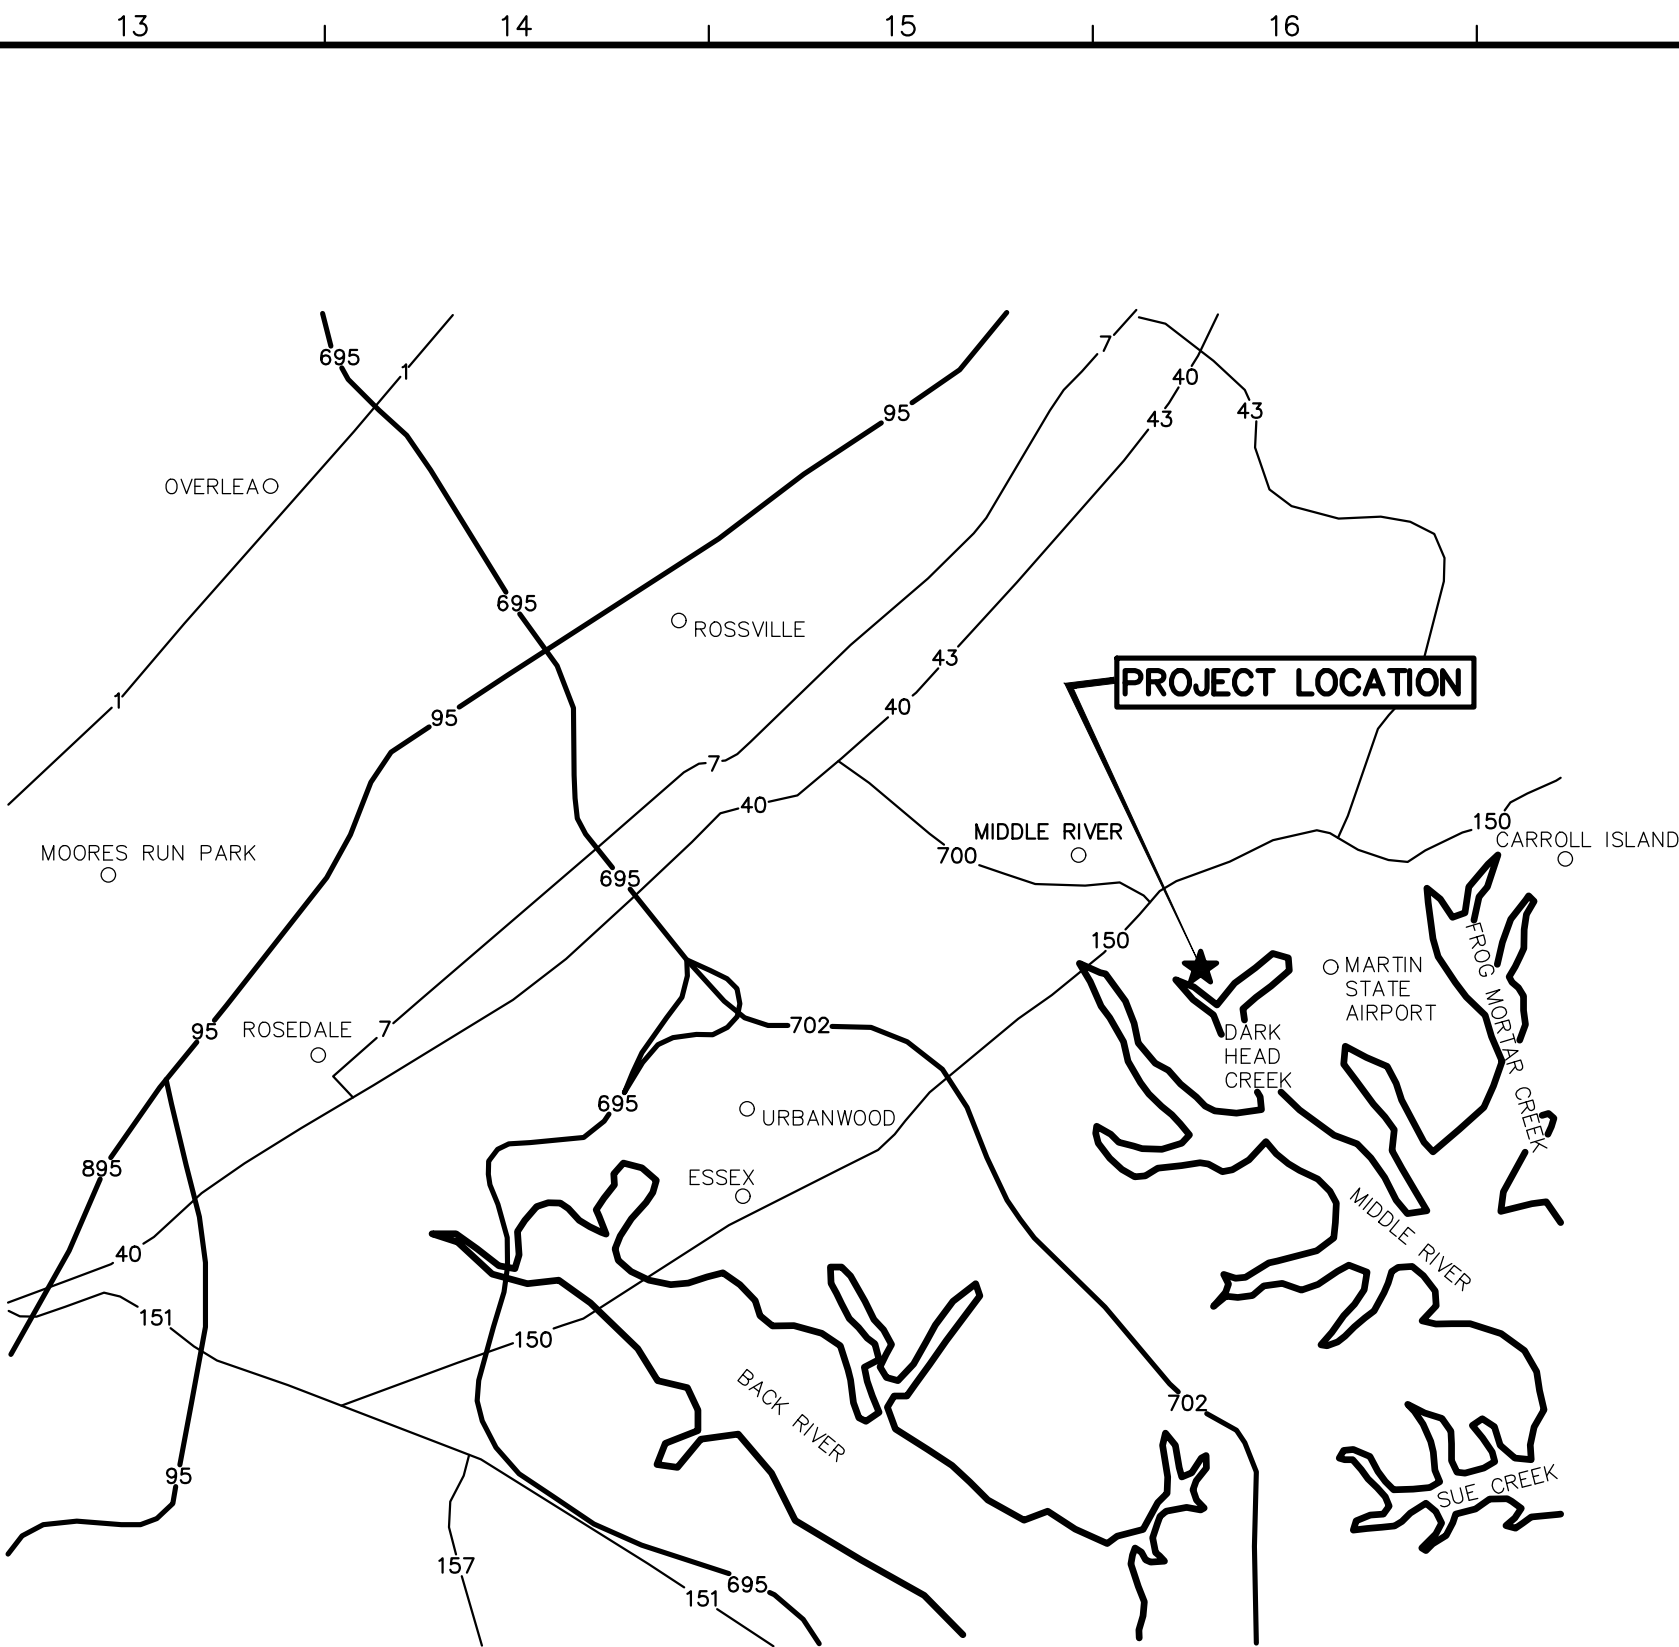 13
14
15
16
695
1
7
40
95
43
43
OVERLEA
695
ROSSVILLE
43
PROJECT LOCATION
1
40
95
7
40
150
MIDDLE RIVER
CARROLL ISLAND
MOORES RUN PARK
700
695
150
FROG MORTAR CREEK
MARTIN
STATE
AIRPORT
702
95
ROSEDALE
7
DARK
HEAD
CREEK
695
URBANWOOD
895
ESSEX
MIDDLE RIVER
40
151
150
BACK RIVER
702
95
SUE CREEK
157
695
151